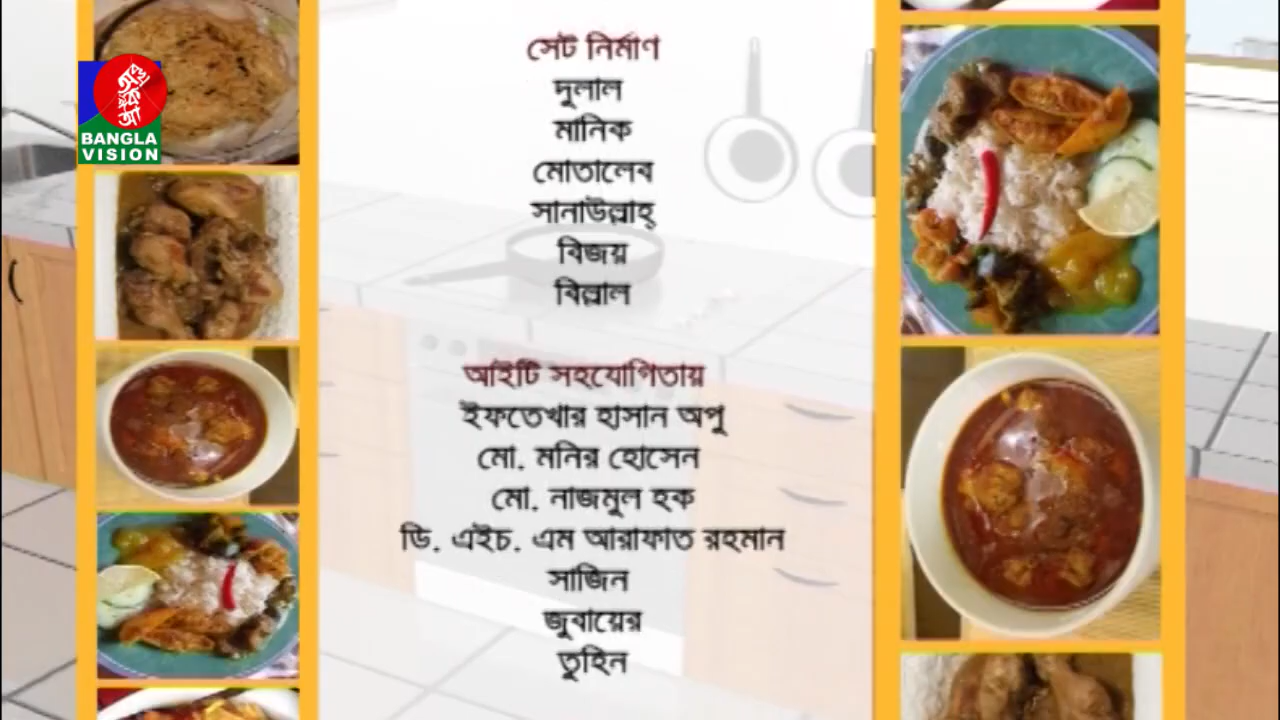 BANGLA
VISION
সেট নির্মাণ
দুলাল
মানিক
মোতালেব
সানাউল্লাহ্
বিজয়
বিল্লাল
আইটি সহযোগিতায়
ইফতেখার হাসান অপু
মো. মনির হোসেন
মো. নাজমুল হক
ডি. এইচ. এম আরাফাত রহমান
সাজিন
জুবায়ের
তুহিন